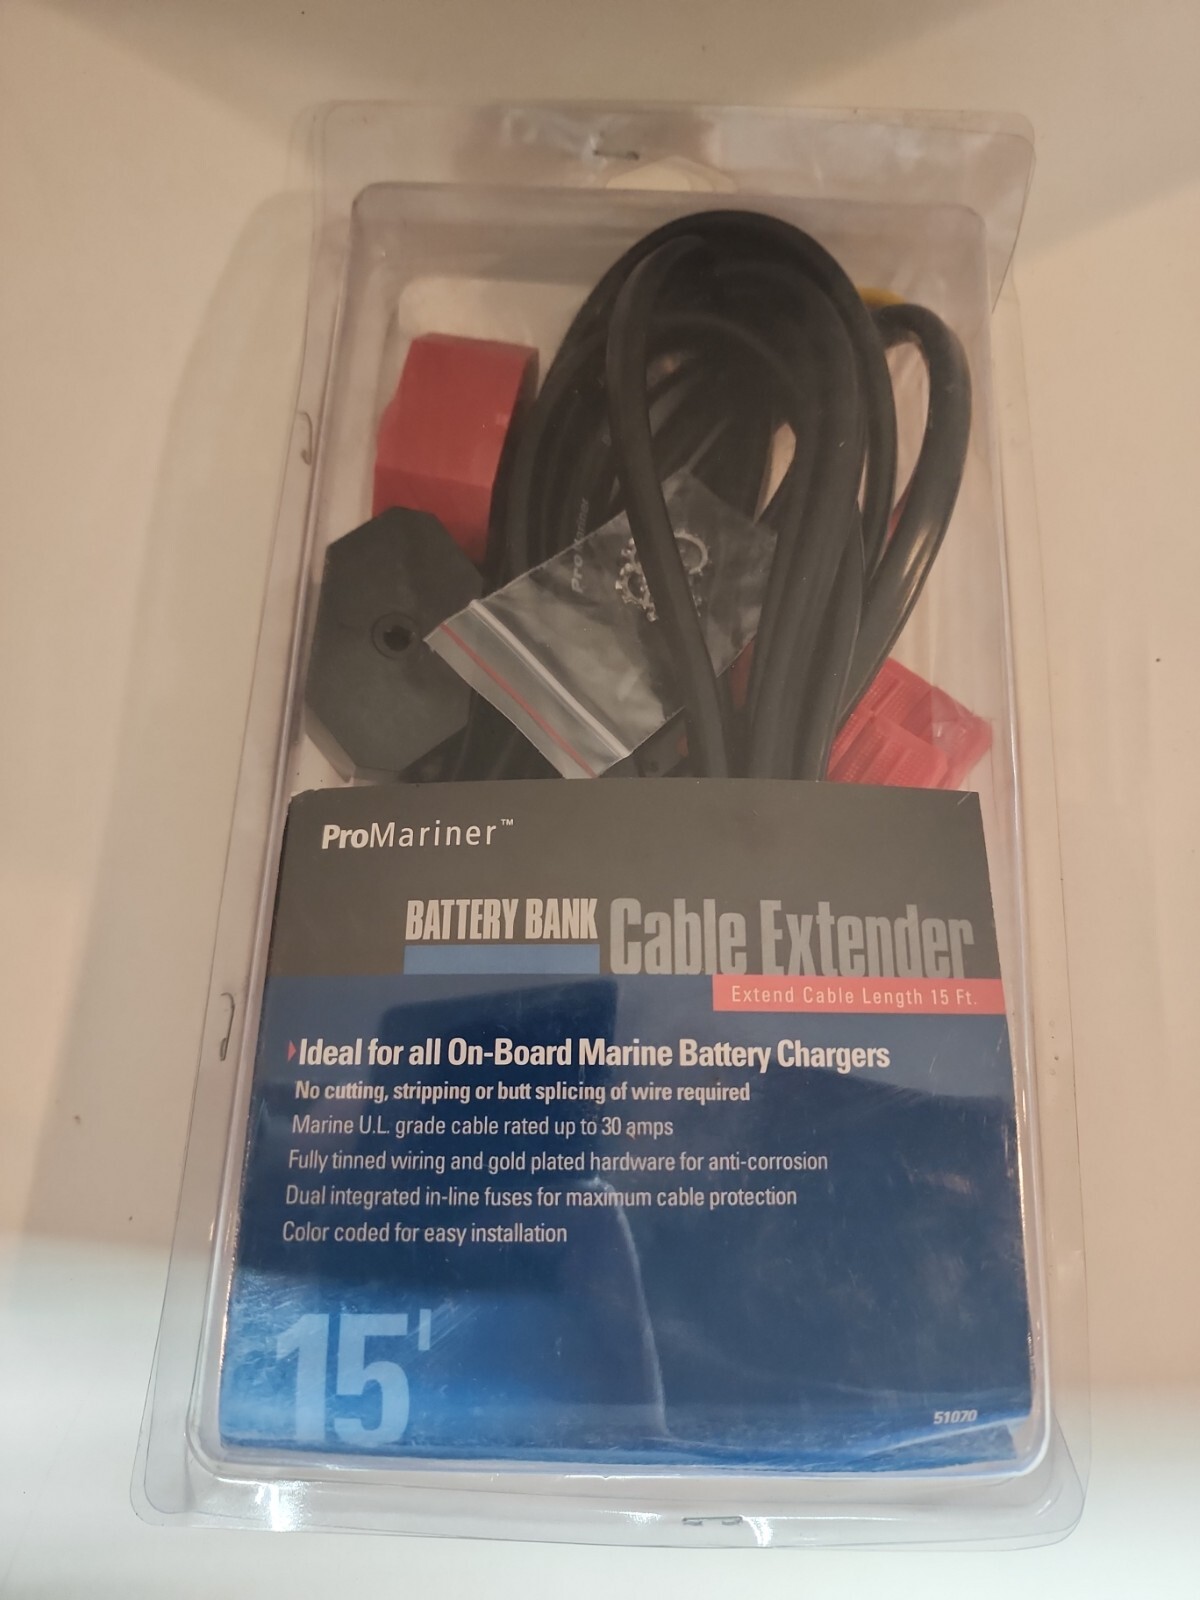 ProMariner
ProMariner™
BATTERY BANK Cable Extender
Extend Cable Length 15 Ft.
Ideal for all On-Board Marine Battery Chargers
No cutting, stripping or butt splicing of wire required
Marine U.L. grade cable rated up to 30 amps
Fully tinned wiring and gold plated hardware for anti-corrosion
Dual integrated in-line fuses for maximum cable protection
Color coded for easy installation
15'
51070